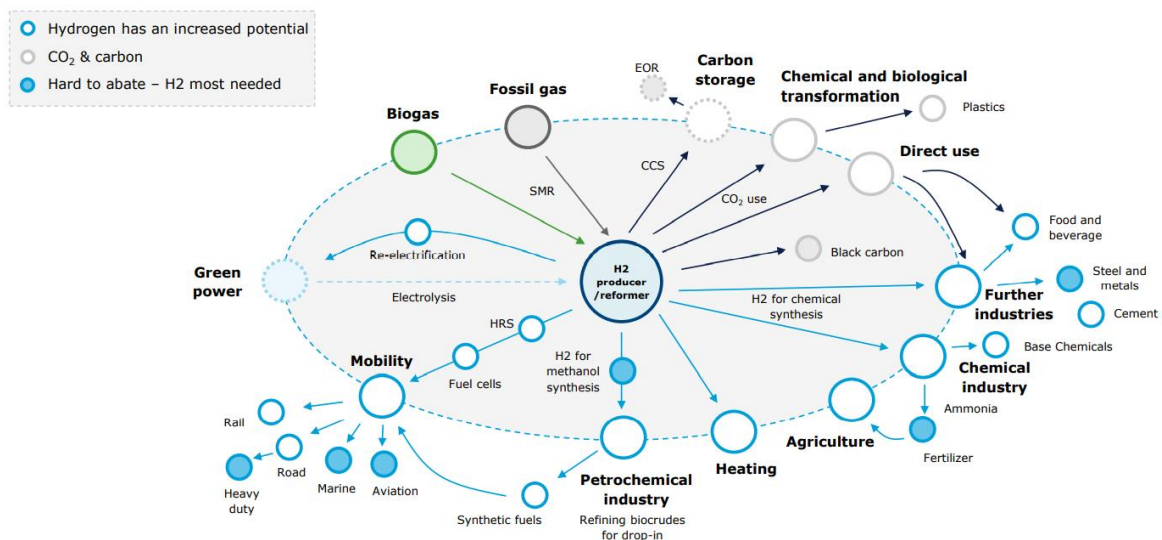 Hydrogen has an increased potential
CO₂ & carbon
Hard to abate – H2 most needed
Carbon
storage
EOR
Chemical and biological
transformation
Plastics
Fossil gas
Biogas
Direct use
CCS
SMR
CO₂ use
Food and
beverage
Re-electrification
Black carbon
Green
power
H2
producer
/reformer
Steel and
metals
Electrolysis
H2 for chemical
synthesis
Further
industries
Cement
HRS
Base Chemicals
Mobility
H2 for
methanol
synthesis
Fuel cells
Chemical
industry
Ammonia
Rail
Agriculture
Road
Heating
Fertilizer
Heavy
duty
Marine
Aviation
Petrochemical
industry
Synthetic fuels
Refining biocrudes
for drop-in